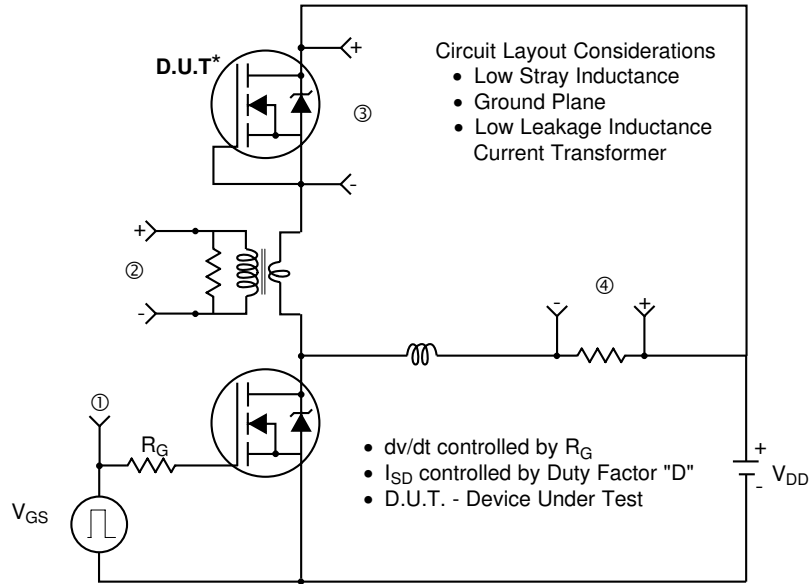 D.U.T*
+
-
③
Circuit Layout Considerations
• Low Stray Inductance
• Ground Plane
• Low Leakage Inductance
Current Transformer
+
②
-
④
-
+
①
RG
VGS
• dv/dt controlled by RG
• ISD controlled by Duty Factor "D"
• D.U.T. - Device Under Test
+
-
VDD